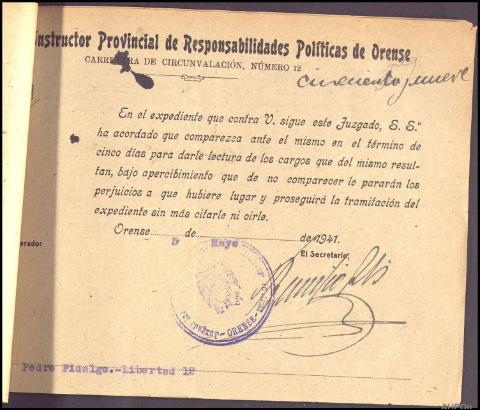 Instructor Provincial de Responsabilidades Políticas de Orense
CARRETERA DE CIRCUNVALACIÓN, NÚMERO 12
cincuenta y nueve
En el expediente que contra V. sigue este Juzgado, S. S.ª
ha acordado que comparezca ante el mismo en el término de
cinco días para darle lectura de los cargos que del mismo resul-
tan, bajo apercibimiento que de no comparecer le pararán los
perjuicios a que hubiere lugar y proseguirá la tramitación del
expediente sin más citarle ni oirle.
Orense 5 de Mayo de 1941.
erado:
El Secretario,
ORENSE
Pedro Fidalgo.-Libertad 12